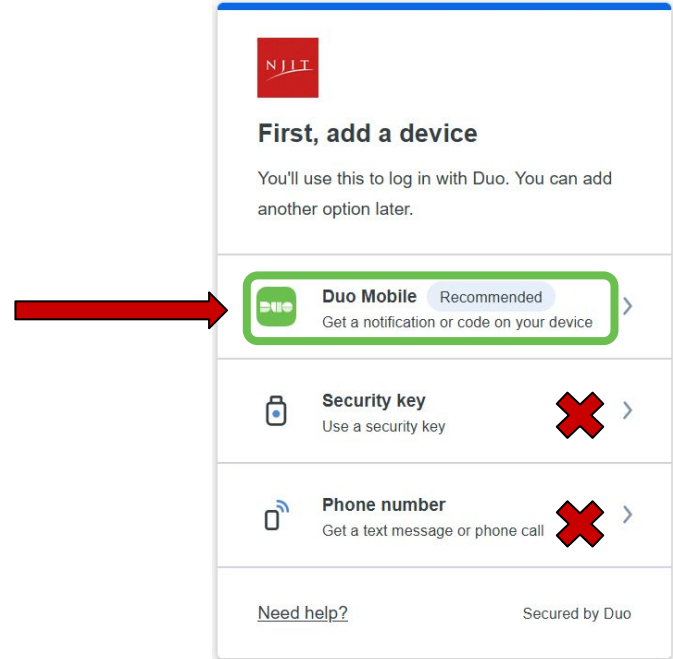 NJIT
First, add a device
You'll use this to log in with Duo. You can add
another option later.
DUO
Duo Mobile Recommended
Get a notification or code on your device
Security key
Use a security key
Phone number
Get a text message or phone call
Need help? Secured by Duo